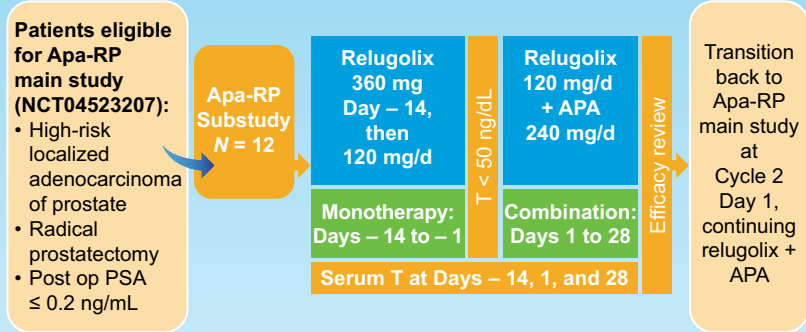 Patients eligible
for Apa-RP
main study
(NCT04523207):
• High-risk
localized
adenocarcinoma
of prostate
• Radical
prostatectomy
• Post op PSA
≤ 0.2 ng/mL
Apa-RP
Substudy
N = 12
Relugolix
360 mg
Day – 14,
then
120 mg/d
Monotherapy:
Days – 14 to – 1
T < 50 ng/dL
Relugolix
120 mg/d
+ APA
240 mg/d
Combination:
Days 1 to 28
Serum T at Days – 14, 1, and 28
Efficacy review
Transition
back to
Apa-RP
main study
at
Cycle 2
Day 1,
continuing
relugolix +
APA